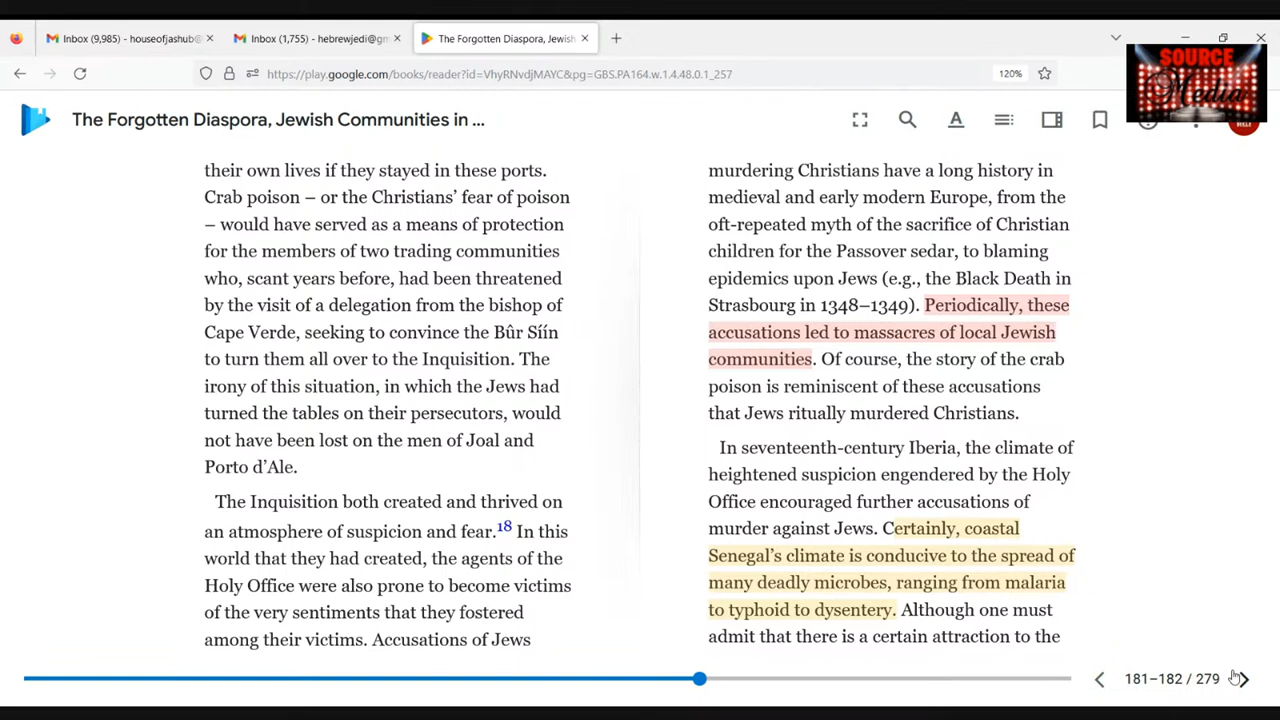 Inbox (9,985) - houseofjashub@
Inbox (1,755) - hebrewjedi@gm
The Forgotten Diaspora, Jewish
https://play.google.com/books/reader?id=VhyRNvdjMAYC&pg=GBS.PA164.w.1.4.48.0.1_257
120%
SOURCE
Media
The Forgotten Diaspora, Jewish Communities in ...
their own lives if they stayed in these ports.
Crab poison – or the Christians’ fear of poison
– would have served as a means of protection
for the members of two trading communities
who, scant years before, had been threatened
by the visit of a delegation from the bishop of
Cape Verde, seeking to convince the Bûr Síín
to turn them all over to the Inquisition. The
irony of this situation, in which the Jews had
turned the tables on their persecutors, would
not have been lost on the men of Joal and
Porto d’Ale.
The Inquisition both created and thrived on
an atmosphere of suspicion and fear.18 In this
world that they had created, the agents of the
Holy Office were also prone to become victims
of the very sentiments that they fostered
among their victims. Accusations of Jews
murdering Christians have a long history in
medieval and early modern Europe, from the
oft-repeated myth of the sacrifice of Christian
children for the Passover sedar, to blaming
epidemics upon Jews (e.g., the Black Death in
Strasbourg in 1348–1349). Periodically, these
accusations led to massacres of local Jewish
communities. Of course, the story of the crab
poison is reminiscent of these accusations
that Jews ritually murdered Christians.
In seventeenth-century Iberia, the climate of
heightened suspicion engendered by the Holy
Office encouraged further accusations of
murder against Jews. Certainly, coastal
Senegal’s climate is conducive to the spread of
many deadly microbes, ranging from malaria
to typhoid to dysentery. Although one must
admit that there is a certain attraction to the
181–182 / 279